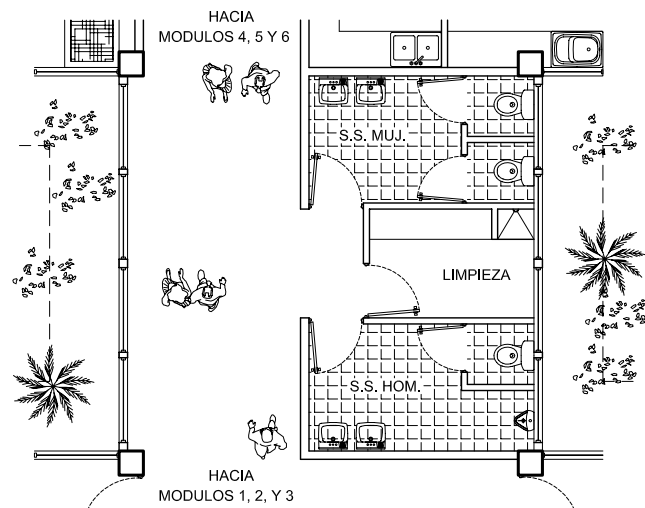 HACIA
MODULOS 4, 5 Y 6
S.S. MUJ.
LIMPIEZA
S.S. HOM.
HACIA
MODULOS 1, 2, Y 3